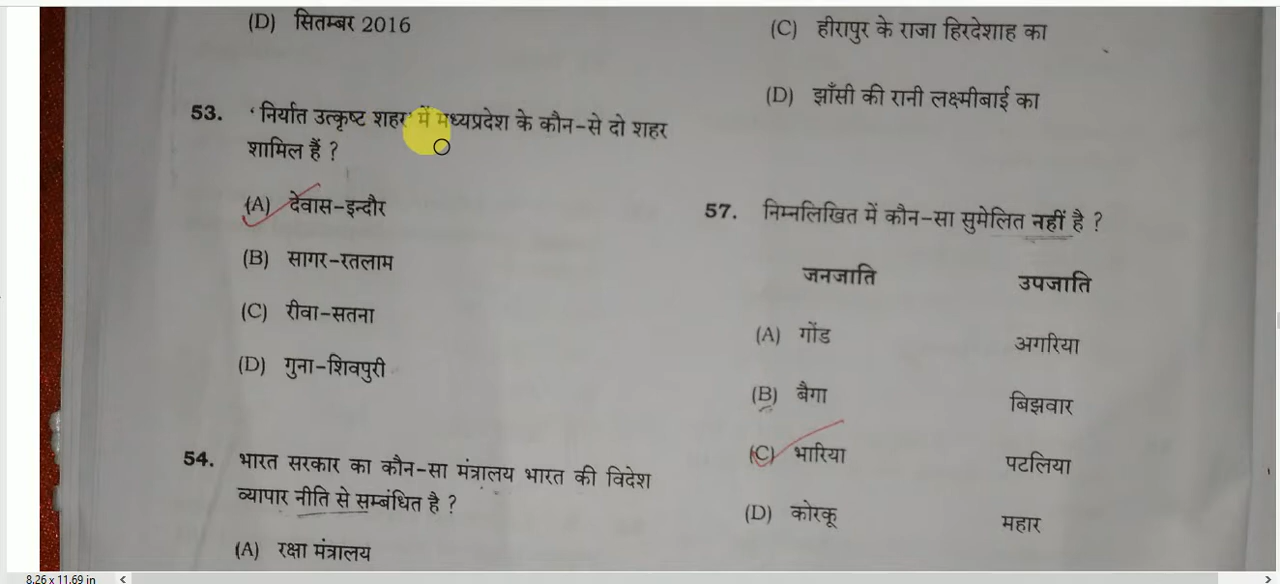 (D) सितम्बर 2016
53. ‘निर्यात उत्कृष्ट शहर’ में मध्यप्रदेश के कौन-से दो शहर
शामिल हैं ?
(A) देवास-इन्दौर
(B) सागर-रतलाम
(C) रीवा-सतना
(D) गुना-शिवपुरी
54. भारत सरकार का कौन-सा मंत्रालय भारत की विदेश
व्यापार नीति से सम्बंधित है ?
(A) रक्षा मंत्रालय
(C) हीरापुर के राजा हिरदेशाह का
(D) झाँसी की रानी लक्ष्मीबाई का
57. निम्नलिखित में कौन-सा सुमेलित नहीं है ?
जनजाति उपजाति
(A) गोंड अगरिया
(B) बैगा बिझवार
(C) भारिया पटलिया
(D) कोरकू महार
8.26 x 11.69 in